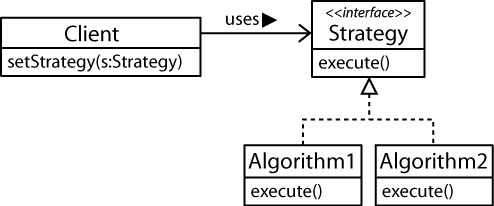 Client
setStrategy(s:Strategy)
uses▶
<<interface>>
Strategy
execute()
Algorithm1
execute()
Algorithm2
execute()